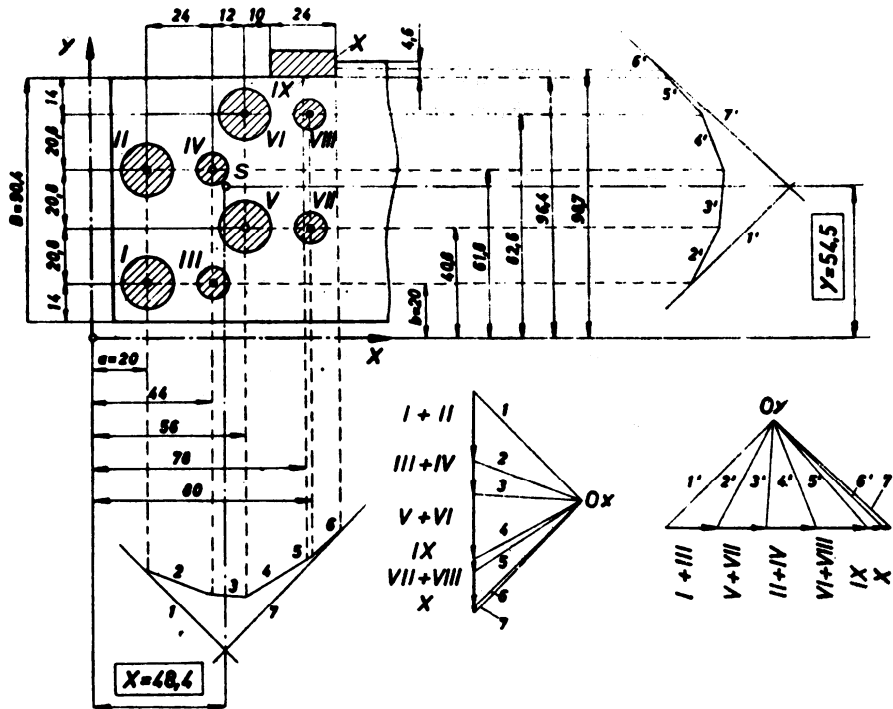 24 12 10 24
Y
X
4,6
IX
14
II IV VI VIII
S
20,8
B=90,4
20,8
V VII
I III
20,8
14
40,8
61,8
82,6
96,4
98,7
b=20
6'
5'
7'
4'
3'
1'
2'
Y=54,5
X
a=20
44
56
78
80
2 3 4 5 6
1 7
X=48,4
I + II
III+IV
V + VI
IX
VII+VIII
X
1
2
3
4
5
6
7
Ox
Oy
1' 2' 3' 4' 5' 6' 7
I + III
V+VII
II+IV
VI+VIII
IX
X